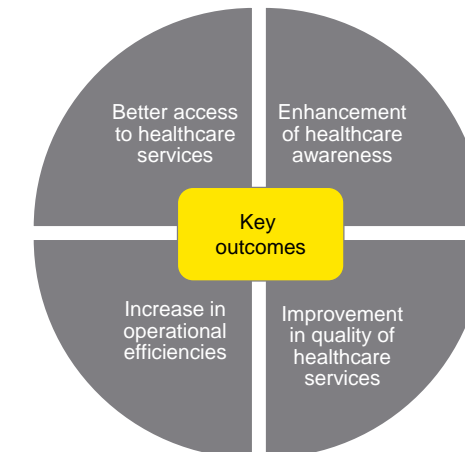 Better access
to healthcare
services
Enhancement
of healthcare
awareness
Key
outcomes
Increase in
operational
efficiencies
Improvement
in quality of
healthcare
services